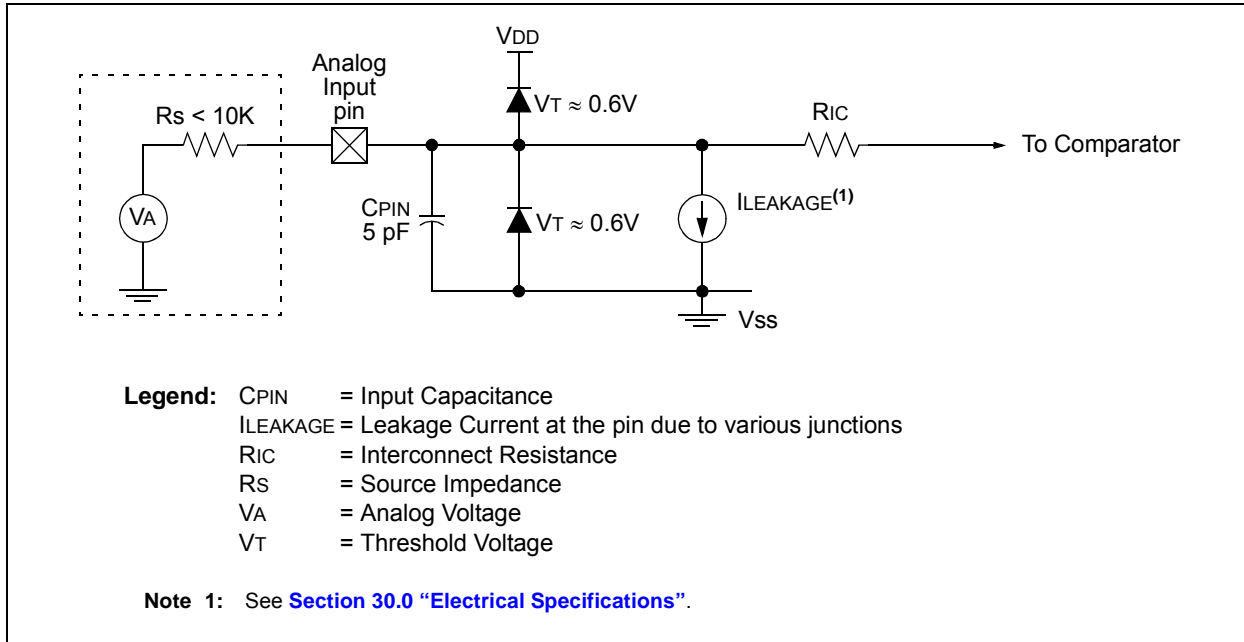 VDD
Analog
Input
pin
Rs < 10K
VT ≈ 0.6V
RIC
To Comparator
VA
CPIN
5 pF
VT ≈ 0.6V
ILEAKAGE(1)
Vss
Legend: CPIN = Input Capacitance
ILEAKAGE = Leakage Current at the pin due to various junctions
RIC = Interconnect Resistance
RS = Source Impedance
VA = Analog Voltage
VT = Threshold Voltage
Note 1: See Section 30.0 “Electrical Specifications”.